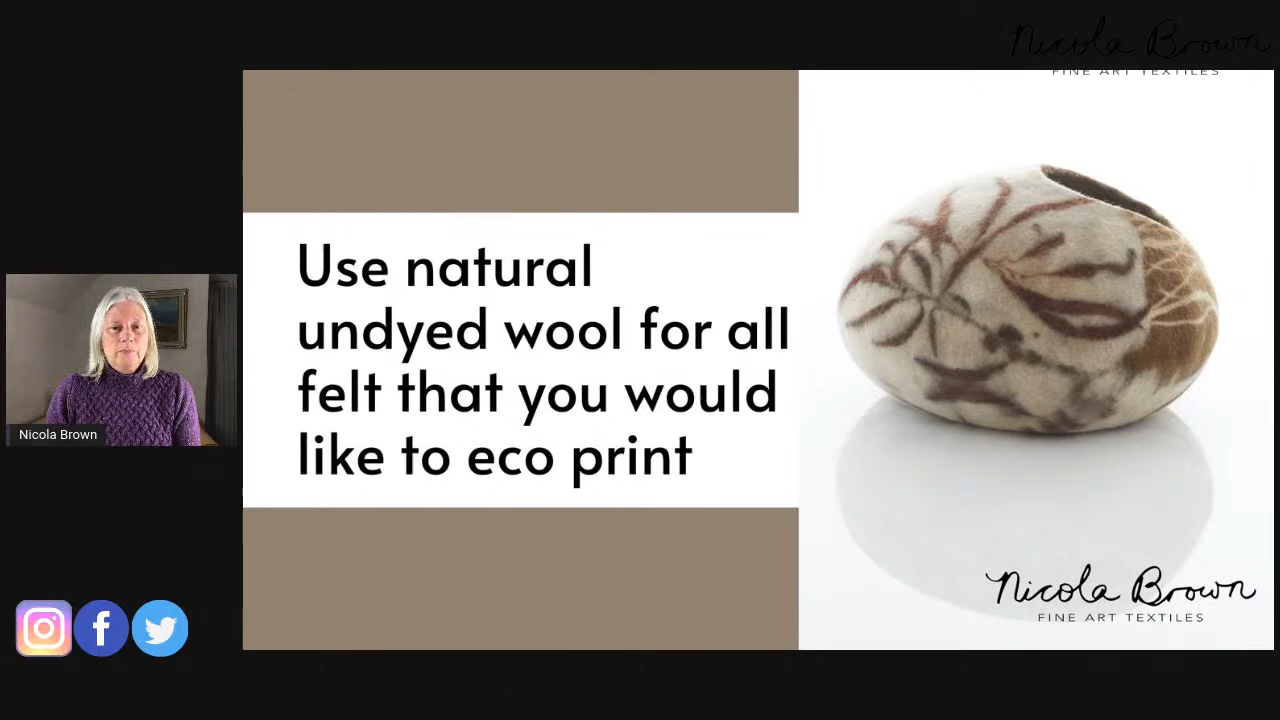 Nicola Brown
FINE ART TEXTILES
Use natural
undyed wool for all
felt that you would
like to eco print
Nicola Brown
Nicola Brown
FINE ART TEXTILES